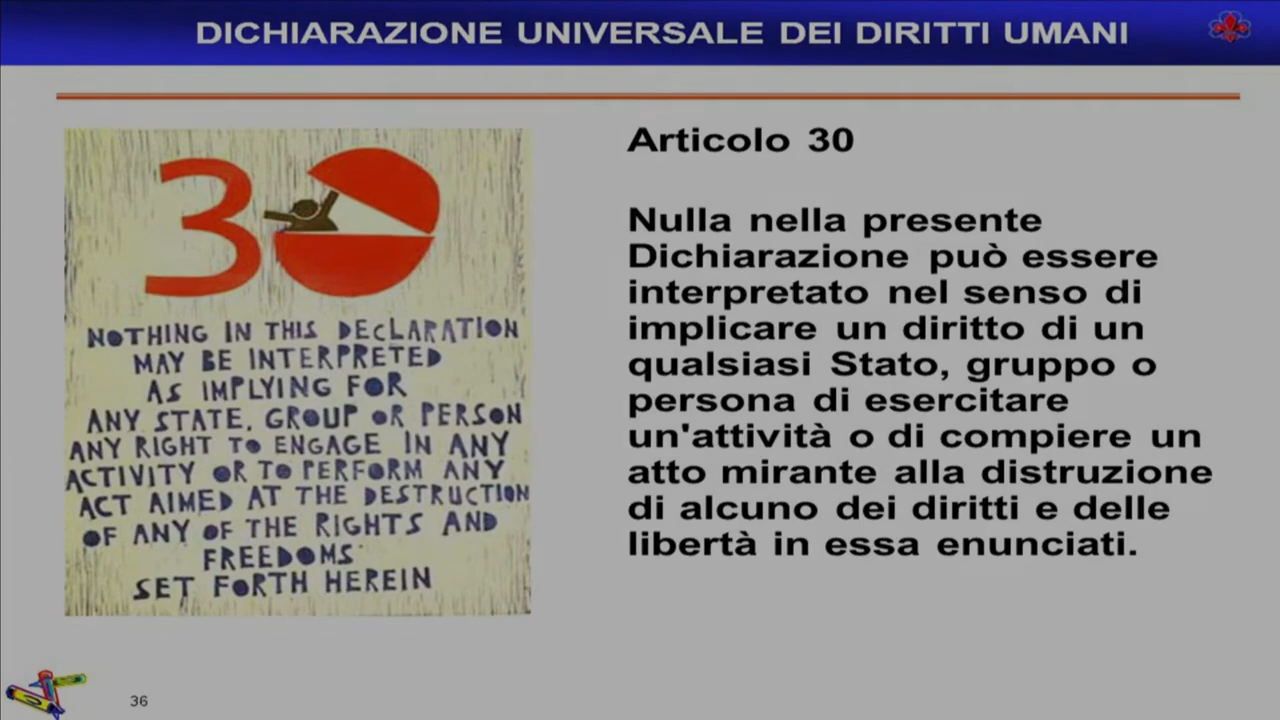 DICHIARAZIONE UNIVERSALE DEI DIRITTI UMANI
30
NOTHING IN THIS DECLARATION
MAY BE INTERPRETED
AS IMPLYING FOR
ANY STATE, GROUP OR PERSON
ANY RIGHT TO ENGAGE IN ANY
ACTIVITY OR TO PERFORM ANY
ACT AIMED AT THE DESTRUCTION
OF ANY OF THE RIGHTS AND
FREEDOMS
SET FORTH HEREIN
Articolo 30
Nulla nella presente
Dichiarazione può essere
interpretato nel senso di
implicare un diritto di un
qualsiasi Stato, gruppo o
persona di esercitare
un'attività o di compiere un
atto mirante alla distruzione
di alcuno dei diritti e delle
libertà in essa enunciati.
36